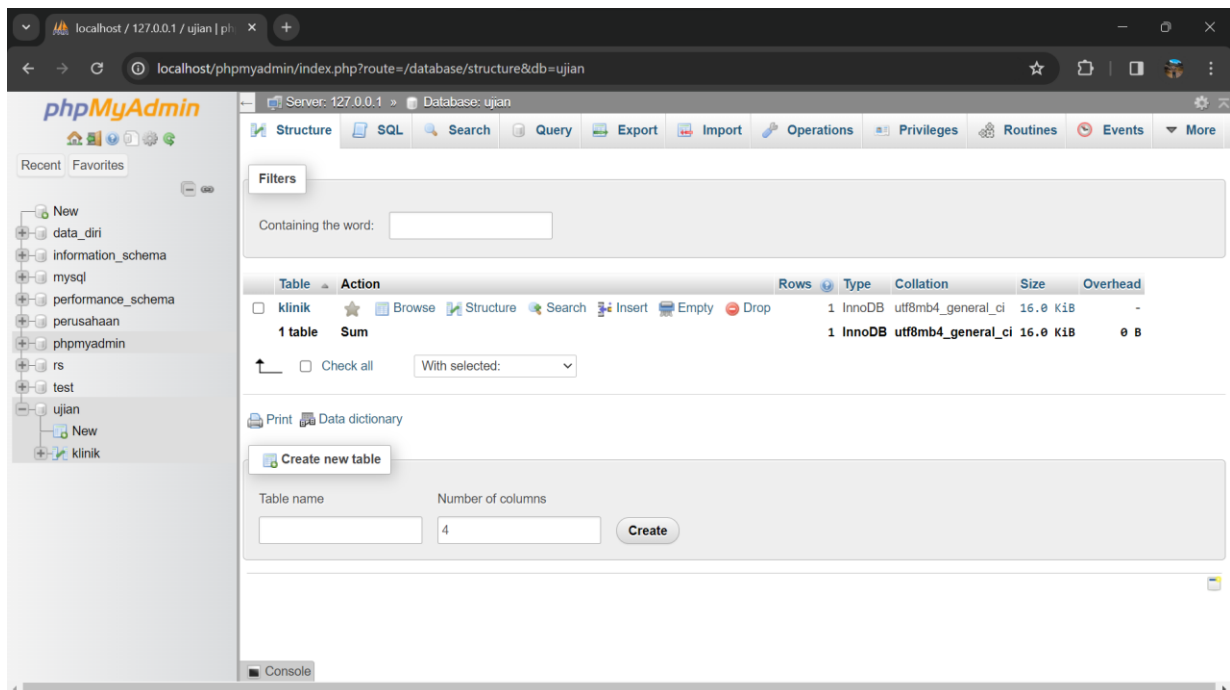 localhost / 127.0.0.1 / ujian | ph
localhost/phpmyadmin/index.php?route=/database/structure&db=ujian
phpMyAdmin
Recent Favorites
New
data_diri
information_schema
mysql
performance_schema
perusahaan
phpmyadmin
rs
test
ujian
New
klinik
Server: 127.0.0.1 » Database: ujian
Structure SQL Search Query Export Import Operations Privileges Routines Events More
Filters
Containing the word:
Table Action Rows Type Collation Size Overhead
klinik Browse Structure Search Insert Empty Drop 1 InnoDB utf8mb4_general_ci 16.0 KiB -
1 table Sum 1 InnoDB utf8mb4_general_ci 16.0 KiB 0 B
Check all With selected:
Print Data dictionary
Create new table
Table name Number of columns
4 Create
Console